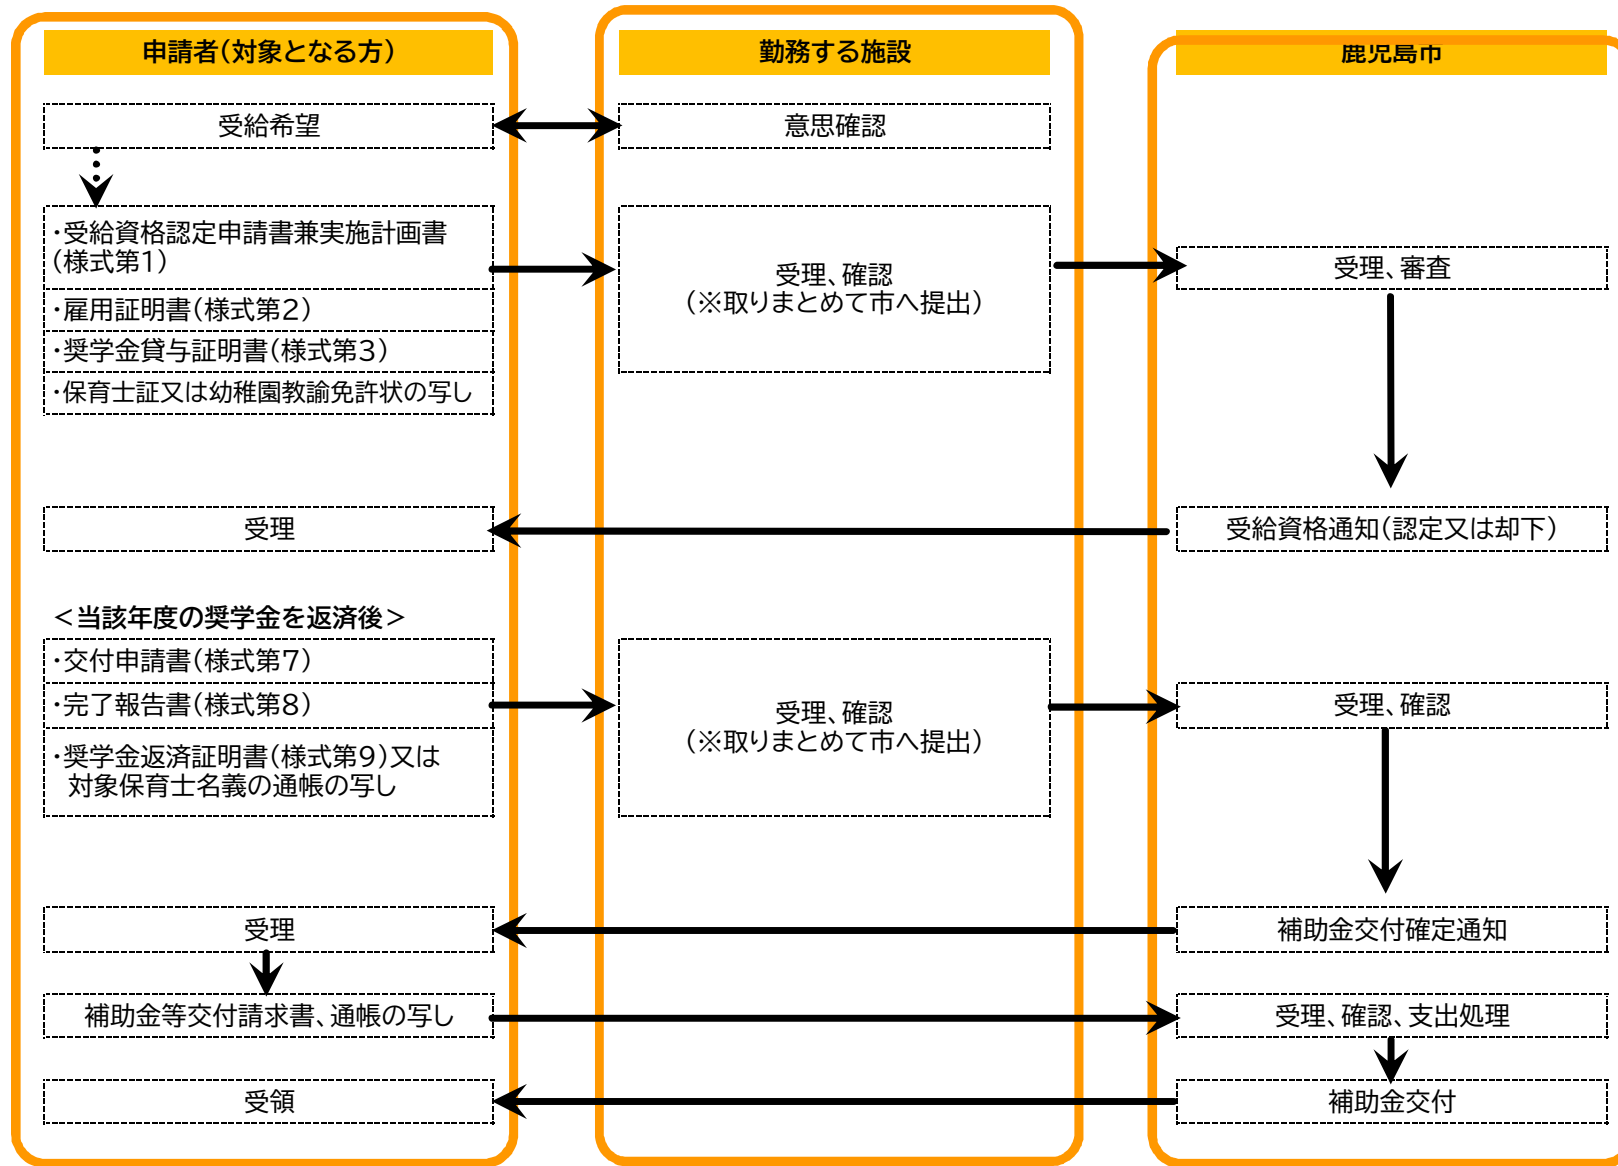 申請者(対象となる方)
勤務する施設
鹿児島市
受給希望
意思確認
・受給資格認定申請書兼実施計画書
(様式第1)
・雇用証明書(様式第2)
・奨学金貸与証明書(様式第3)
・保育士証又は幼稚園教諭免許状の写し
受理、確認
(※取りまとめて市へ提出)
受理、審査
受理
受給資格通知(認定又は却下)
<当該年度の奨学金を返済後>
・交付申請書(様式第7)
・完了報告書(様式第8)
・奨学金返済証明書(様式第9)又は
対象保育士名義の通帳の写し
受理、確認
(※取りまとめて市へ提出)
受理、確認
受理
補助金交付確定通知
補助金等交付請求書、通帳の写し
受理、確認、支出処理
受領
補助金交付